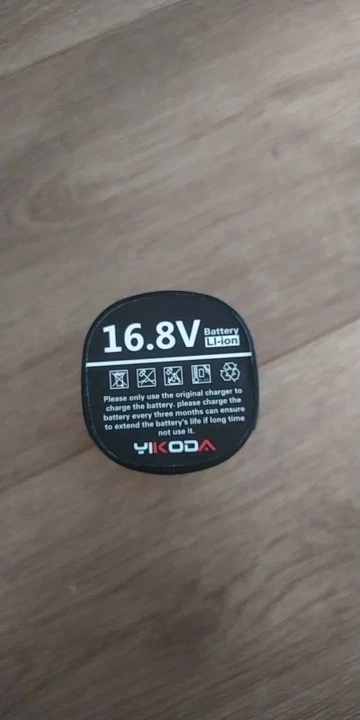 16.8V Battery
Li-ion
Please only use the original charger to
charge the battery. please charge the
battery every three months can ensure
to extend the battery's life if long time
not use it.
YIKODA